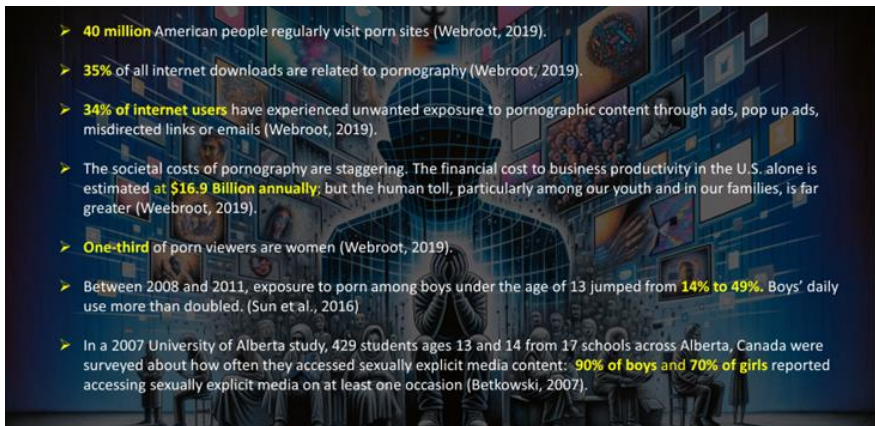 ➤ 40 million American people regularly visit porn sites (Webroot, 2019).
➤ 35% of all internet downloads are related to pornography (Webroot, 2019).
➤ 34% of internet users have experienced unwanted exposure to pornographic content through ads, pop up ads,
misdirected links or emails (Webroot, 2019).
➤ The societal costs of pornography are staggering. The financial cost to business productivity in the U.S. alone is
estimated at $16.9 Billion annually; but the human toll, particularly among our youth and in our families, is far
greater (Weebroot, 2019).
➤ One-third of porn viewers are women (Webroot, 2019).
➤ Between 2008 and 2011, exposure to porn among boys under the age of 13 jumped from 14% to 49%. Boys’ daily
use more than doubled. (Sun et al., 2016)
➤ In a 2007 University of Alberta study, 429 students ages 13 and 14 from 17 schools across Alberta, Canada were
surveyed about how often they accessed sexually explicit media content: 90% of boys and 70% of girls reported
accessing sexually explicit media on at least one occasion (Betkowski, 2007).